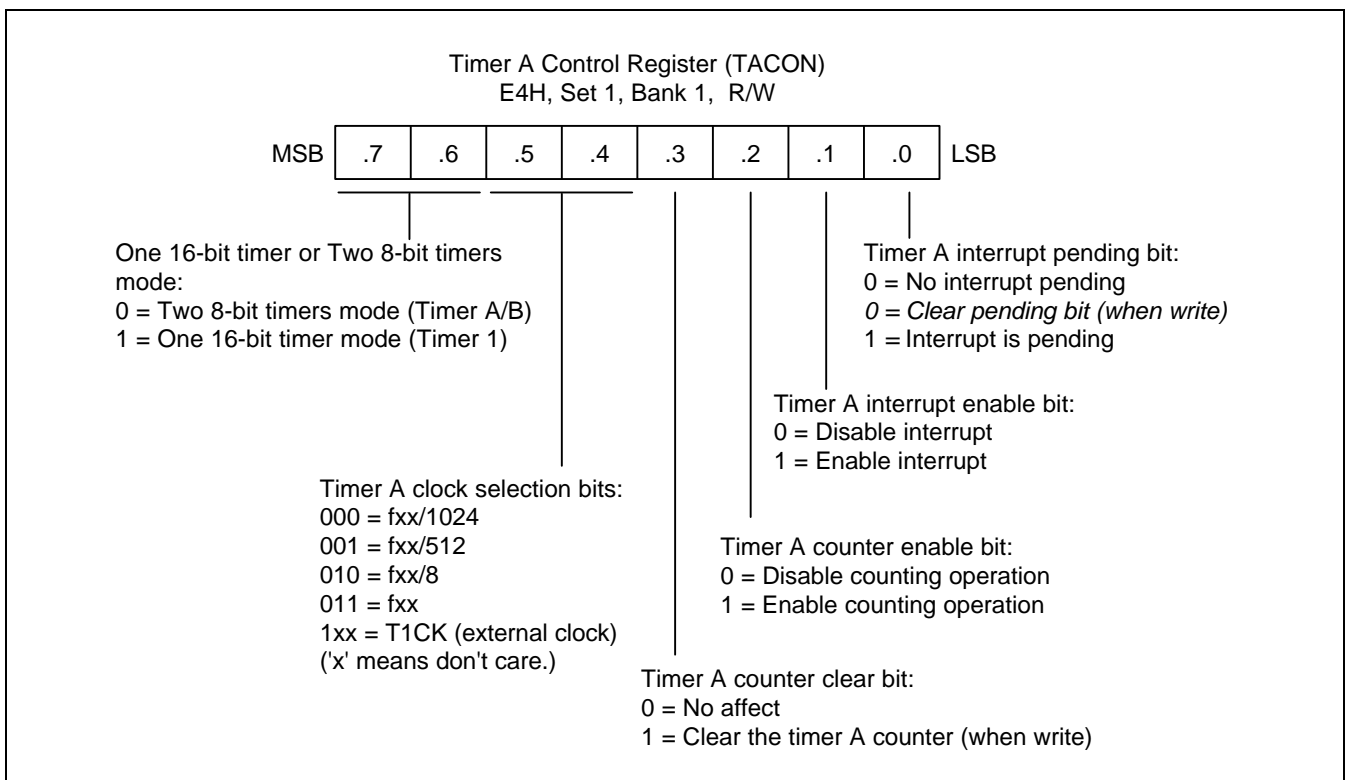 Timer A Control Register (TACON)
E4H, Set 1, Bank 1, R/W
MSB .7 .6 .5 .4 .3 .2 .1 .0 LSB
One 16-bit timer or Two 8-bit timers
mode:
0 = Two 8-bit timers mode (Timer A/B)
1 = One 16-bit timer mode (Timer 1)
Timer A interrupt pending bit:
0 = No interrupt pending
0 = Clear pending bit (when write)
1 = Interrupt is pending
Timer A interrupt enable bit:
0 = Disable interrupt
1 = Enable interrupt
Timer A clock selection bits:
000 = fxx/1024
001 = fxx/512
010 = fxx/8
011 = fxx
1xx = T1CK (external clock)
('x' means don't care.)
Timer A counter enable bit:
0 = Disable counting operation
1 = Enable counting operation
Timer A counter clear bit:
0 = No affect
1 = Clear the timer A counter (when write)